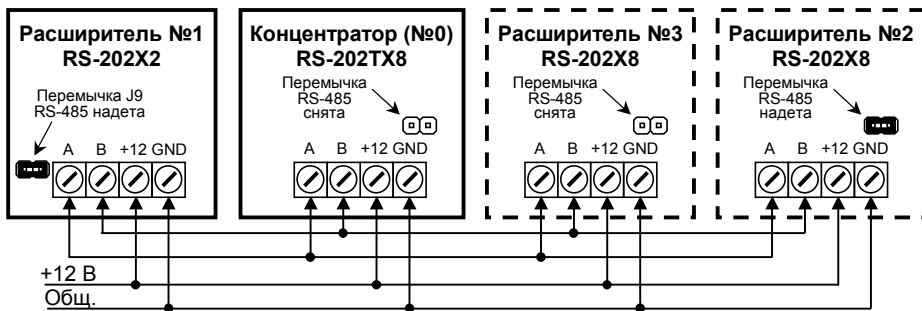 Расширитель №1
RS-202X2
Перемычка J9
RS-485 надета
A B +12 GND
Концентратор (№0)
RS-202TX8
Перемычка
RS-485
снята
A B +12 GND
Расширитель №3
RS-202X8
Перемычка
RS-485
снята
A B +12 GND
Расширитель №2
RS-202X8
Перемычка
RS-485
надета
A B +12 GND
+12 В
Общ.